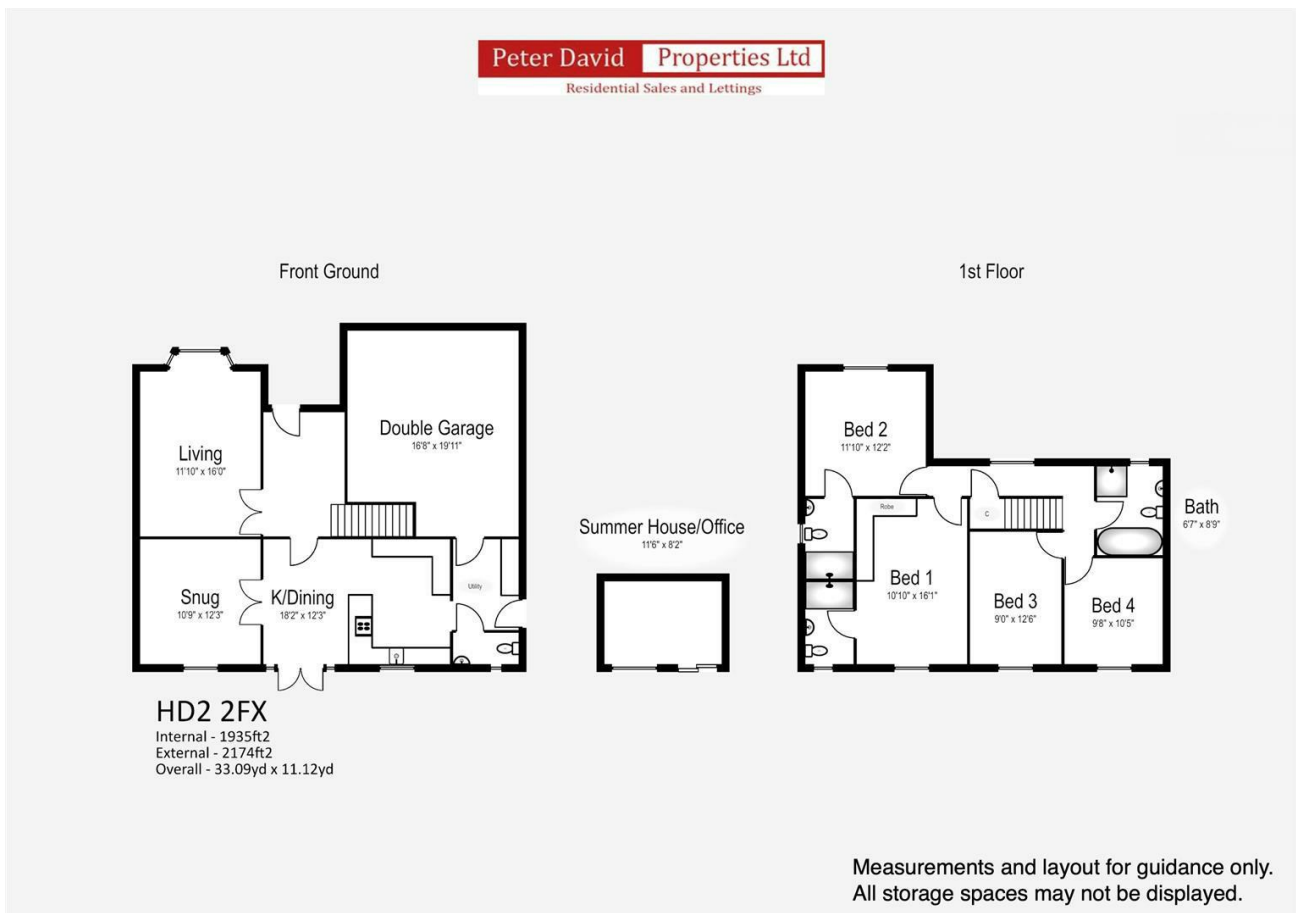 Peter David Properties Ltd
Residential Sales and Lettings
Front Ground
1st Floor
Living
11'10" x 16'0"
Double Garage
16'8" x 19'11"
Snug
10'9" x 12'3"
K/Dining
18'2" x 12'3"
Utility
Summer House/Office
11'6" x 8'2"
Bed 2
11'10" x 12'2"
Robe
C
Bath
6'7" x 8'9"
Bed 1
10'10" x 16'1"
Bed 3
9'0" x 12'6"
Bed 4
9'8" x 10'5"
HD2 2FX
Internal - 1935ft2
External - 2174ft2
Overall - 33.09yd x 11.12yd
Measurements and layout for guidance only.
All storage spaces may not be displayed.